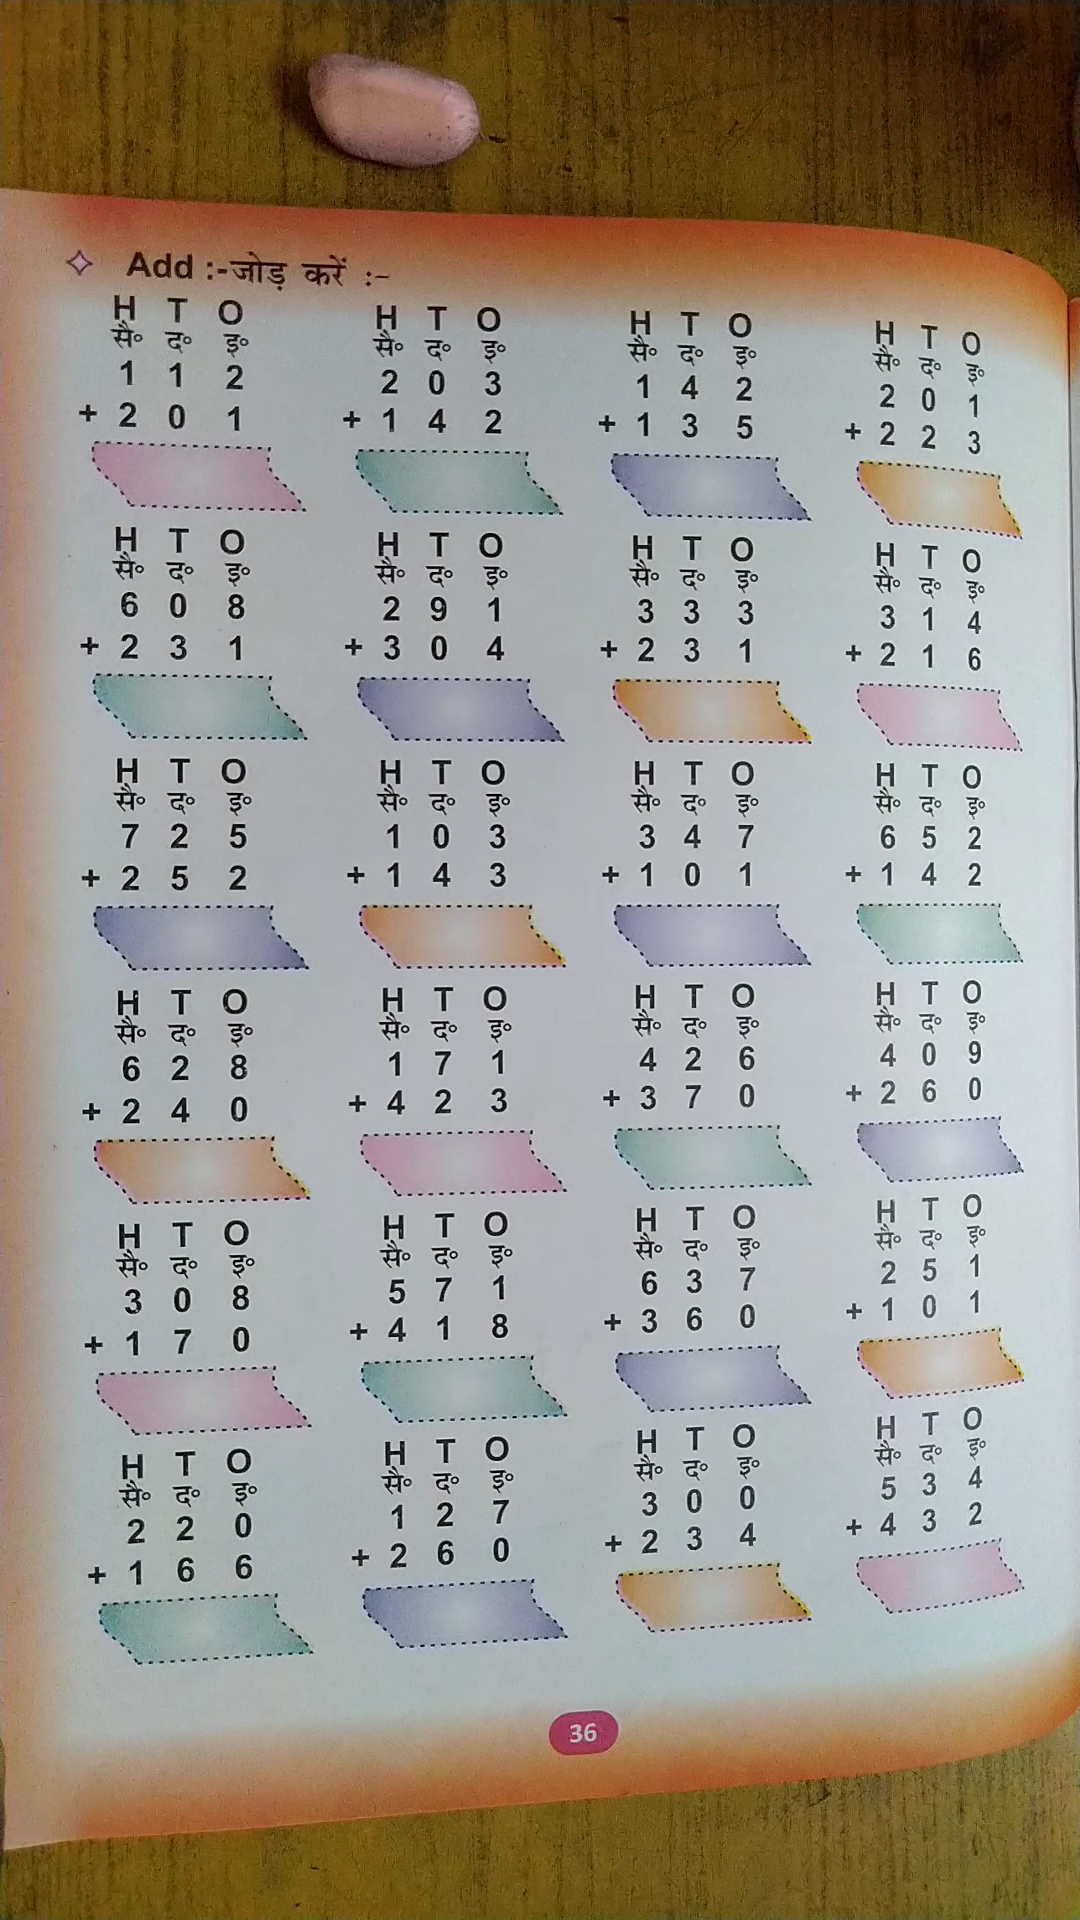 Add :-जोड़ करें :-
H T O H T O H T O H T O
सै० द० इ० सै० द० इ० सै० द० इ० सै० द० इ०
1 1 2 2 0 3 1 4 2 2 0 1
+ 2 0 1 + 1 4 2 + 1 3 5 + 2 2 3
H T O H T O H T O H T O
सै० द० इ० सै० द० इ० सै० द० इ० सै० द० इ०
6 0 8 2 9 1 3 3 3 3 1 4
+ 2 3 1 + 3 0 4 + 2 3 1 + 2 1 6
H T O H T O H T O H T O
सै० द० इ० सै० द० इ० सै० द० इ० सै० द० इ०
7 2 5 1 0 3 3 4 7 6 5 2
+ 2 5 2 + 1 4 3 + 1 0 1 + 1 4 2
H T O H T O H T O H T O
सै० द० इ० सै० द० इ० सै० द० इ० सै० द० इ०
6 2 8 1 7 1 4 2 6 4 0 9
+ 2 4 0 + 4 2 3 + 3 7 0 + 2 6 0
H T O H T O H T O H T O
सै० द० इ० सै० द० इ० सै० द० इ० सै० द० इ०
3 0 8 5 7 1 6 3 7 2 5 1
+ 1 7 0 + 4 1 8 + 3 6 0 + 1 0 1
H T O H T O H T O H T O
सै० द० इ० सै० द० इ० सै० द० इ० सै० द० इ०
2 2 0 1 2 7 3 0 0 5 3 4
+ 1 6 6 + 2 6 0 + 2 3 4 + 4 3 2
36